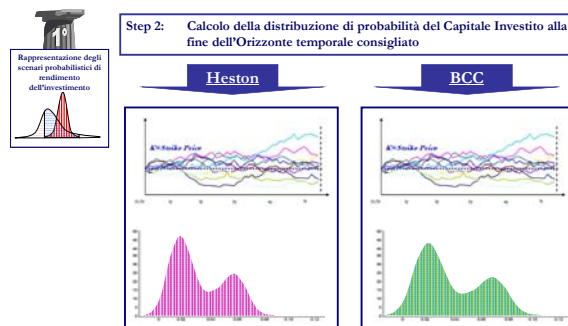 1°
Rappresentazione degli
scenari probabilistici di
rendimento
dell'investimento
Step 2: Calcolo della distribuzione di probabilità del Capitale Investito alla
fine dell'Orizzonte temporale consigliato
Heston
BCC
K=Strike Price
K=Strike Price